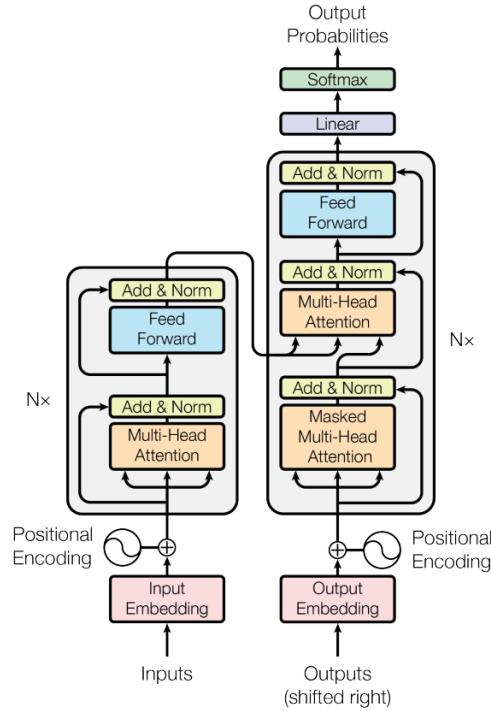 Output
Probabilities
Softmax
Linear
Add & Norm
Feed
Forward
Add & Norm
Multi-Head
Attention
Add & Norm
Masked
Multi-Head
Attention
N×
Add & Norm
Feed
Forward
Add & Norm
Multi-Head
Attention
N×
Positional
Encoding
Positional
Encoding
Input
Embedding
Output
Embedding
Inputs
Outputs
(shifted right)